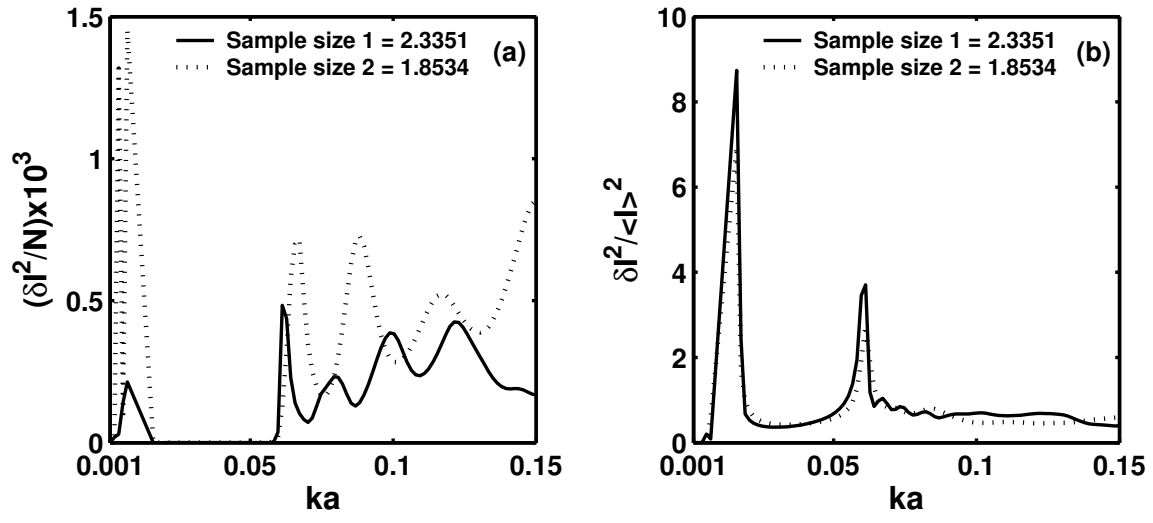 Sample size 1 = 2.3351
Sample size 2 = 1.8534
(a)
(δI²/N)x10³
1.5
1
0.5
0
0.001
0.05
0.1
0.15
ka
Sample size 1 = 2.3351
Sample size 2 = 1.8534
(b)
δI²/<I>²
10
8
6
4
2
0
0.001
0.05
0.1
0.15
ka